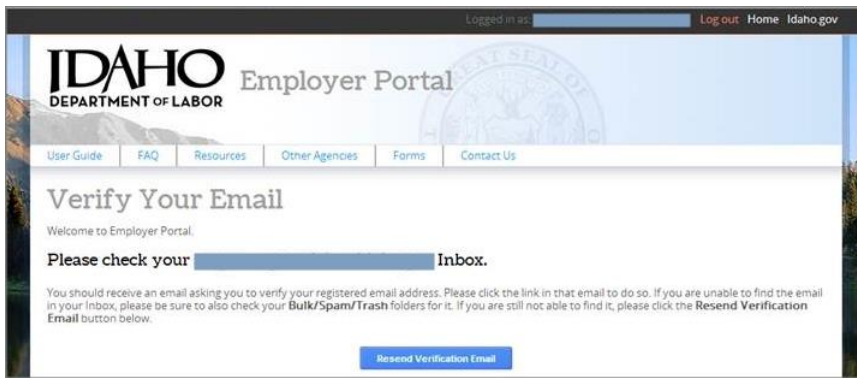 Logged in as: Log out Home Idaho.gov
IDAHO
DEPARTMENT OF LABOR
Employer Portal
GREAT SEAL OF
User Guide FAQ Resources Other Agencies Forms Contact Us
Verify Your Email
Welcome to Employer Portal.
Please check your Inbox.
You should receive an email asking you to verify your registered email address. Please click the link in that email to do so. If you are unable to find the email
in your Inbox, please be sure to also check your Bulk/Spam/Trash folders for it. If you are still not able to find it, please click the Resend Verification
Email button below.
Resend Verification Email